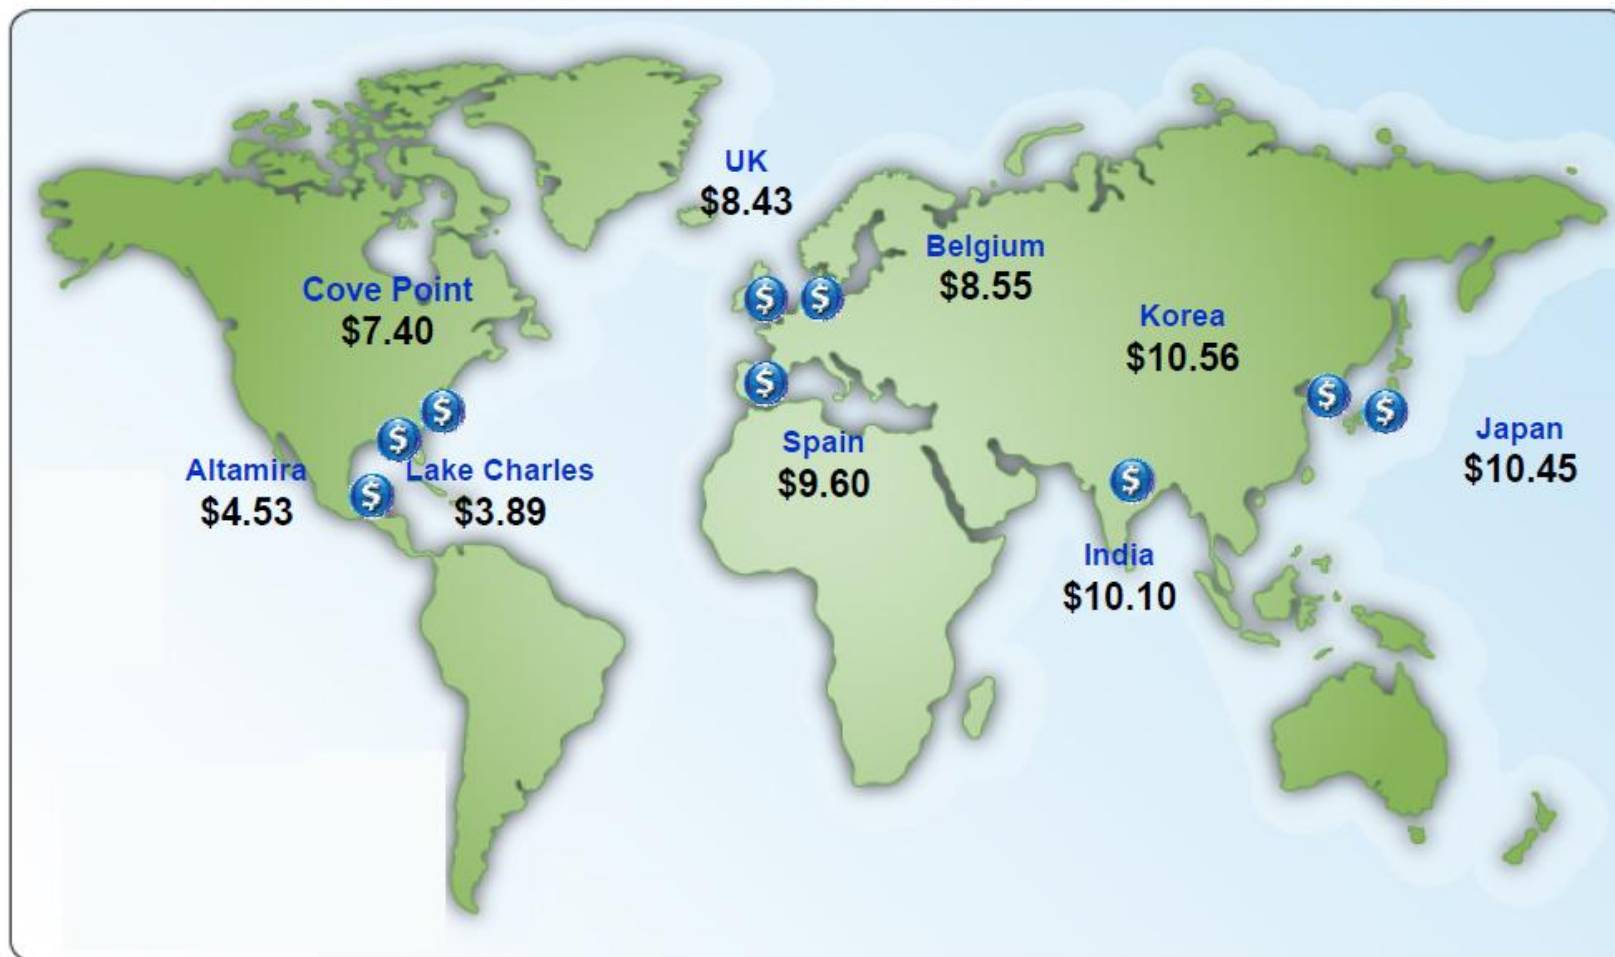 UK
$8.43
Belgium
$8.55
Cove Point
$7.40
Korea
$10.56
Altamira
$4.53
Lake Charles
$3.89
Spain
$9.60
Japan
$10.45
India
$10.10